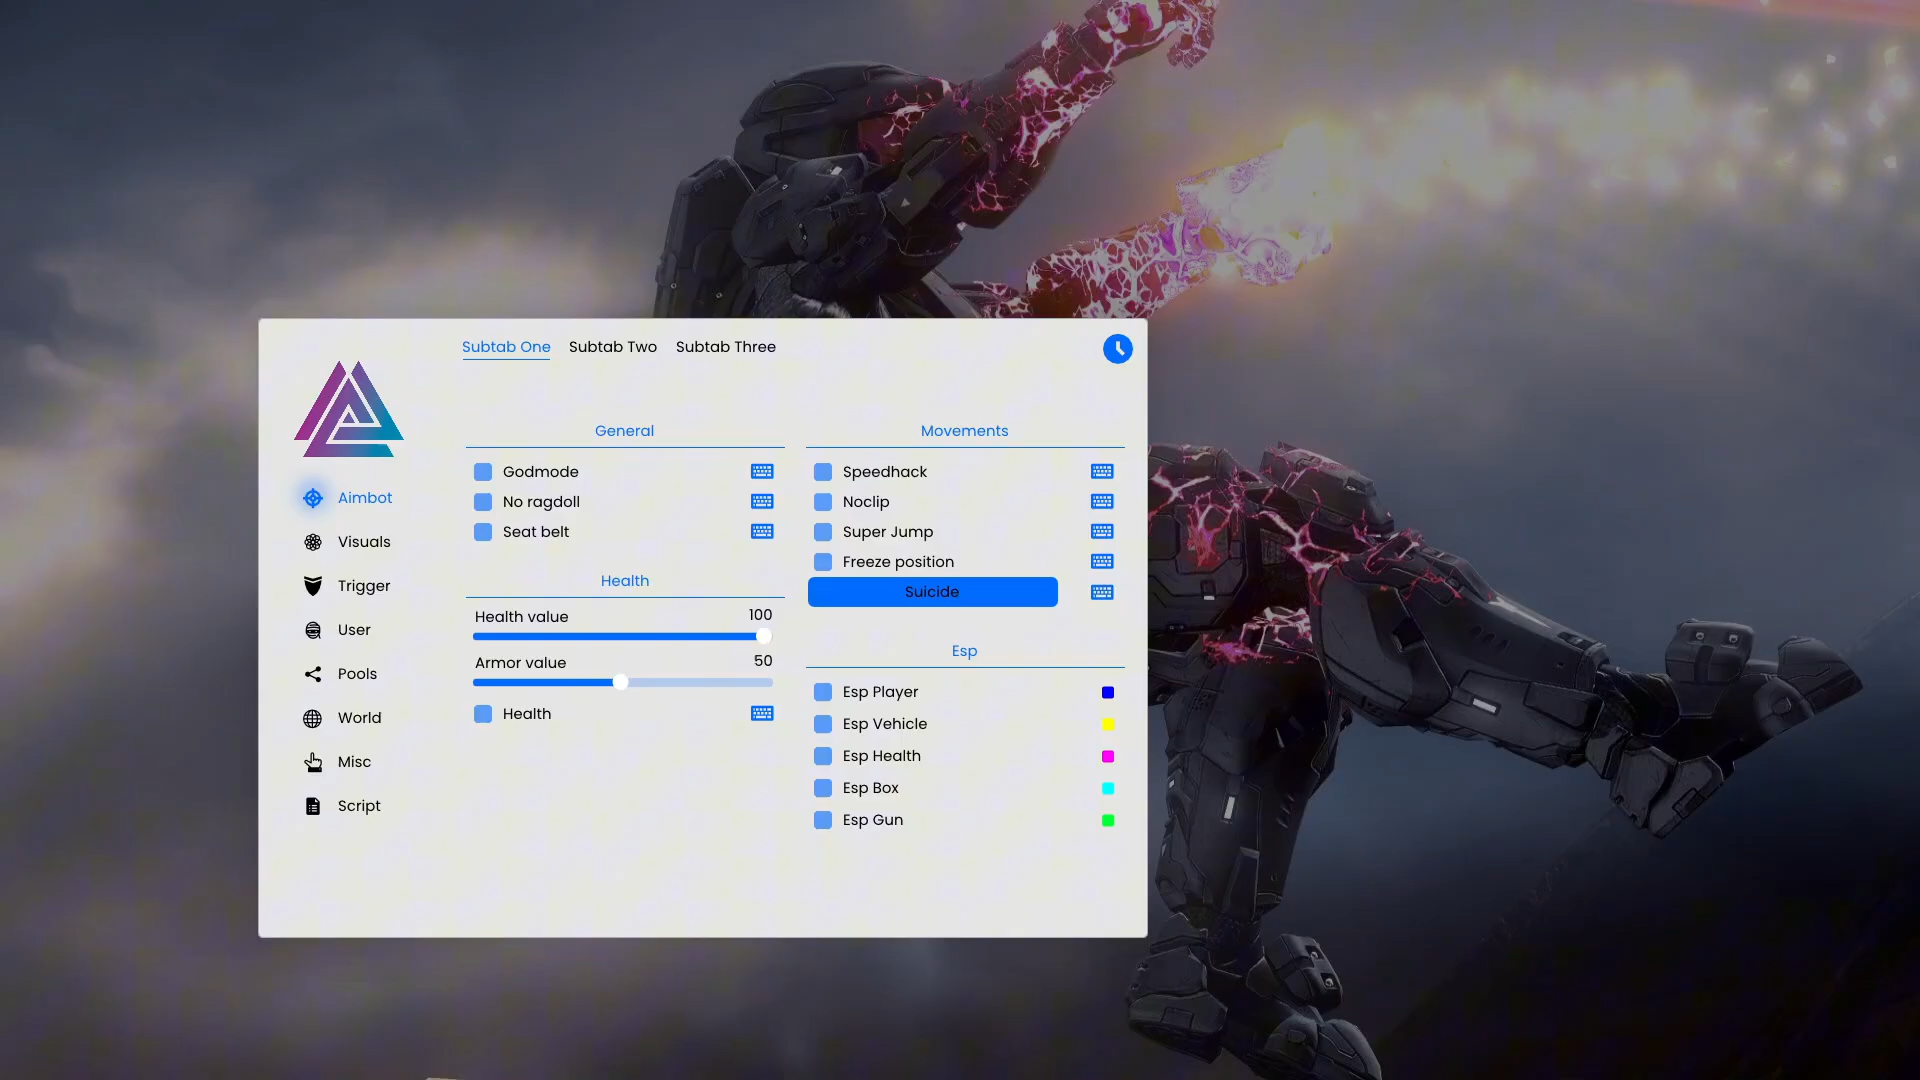 Subtab One Subtab Two Subtab Three
Aimbot
Visuals
Trigger
User
Pools
World
Misc
Script
General
Godmode
No ragdoll
Seat belt
Health
Health value 100
Armor value 50
Health
Movements
Speedhack
Noclip
Super Jump
Freeze position
Suicide
Esp
Esp Player
Esp Vehicle
Esp Health
Esp Box
Esp Gun